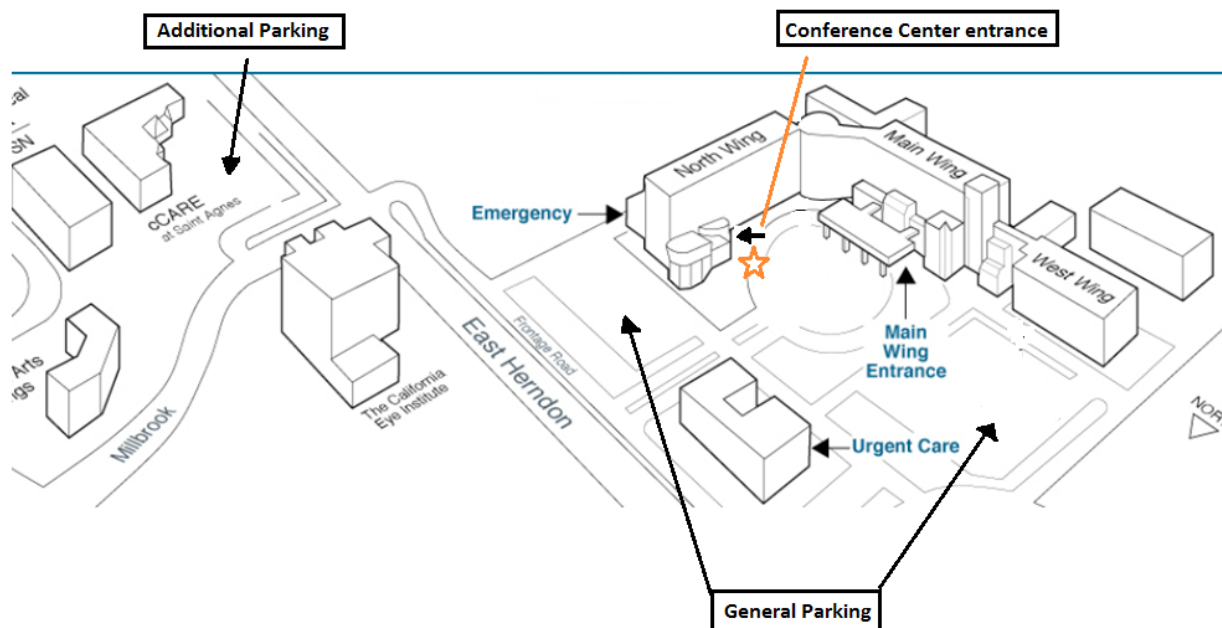 Additional Parking
Conference Center entrance
SN
cCARE
at Saint Agnes
North Wing
Main Wing
Emergency
West Wing
Main
Wing
Entrance
Frontage Road
East Herndon
Arts
The California
Eye Institute
Millbrook
Urgent Care
NOR
General Parking